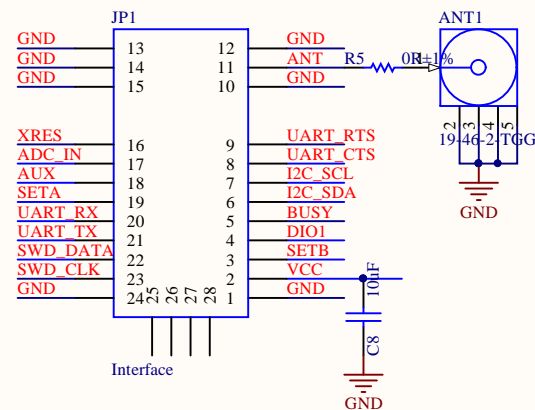 JP1
ANT1
GND 13 12 GND
GND 14 11 ANT R5 0R±1% 1
GND 15 10 GND
2 3 4 5
19-46-2-TGG
GND
XRES 16 9 UART_RTS
ADC_IN 17 8 UART_CTS
AUX 18 7 I2C_SCL
SETA 19 6 I2C_SDA
UART_RX 20 5 BUSY
UART_TX 21 4 DIO1
SWD_DATA 22 3 SETB
SWD_CLK 23 2 VCC
GND 24 1 GND
25 26 27 28
10uF
C8
Interface
GND